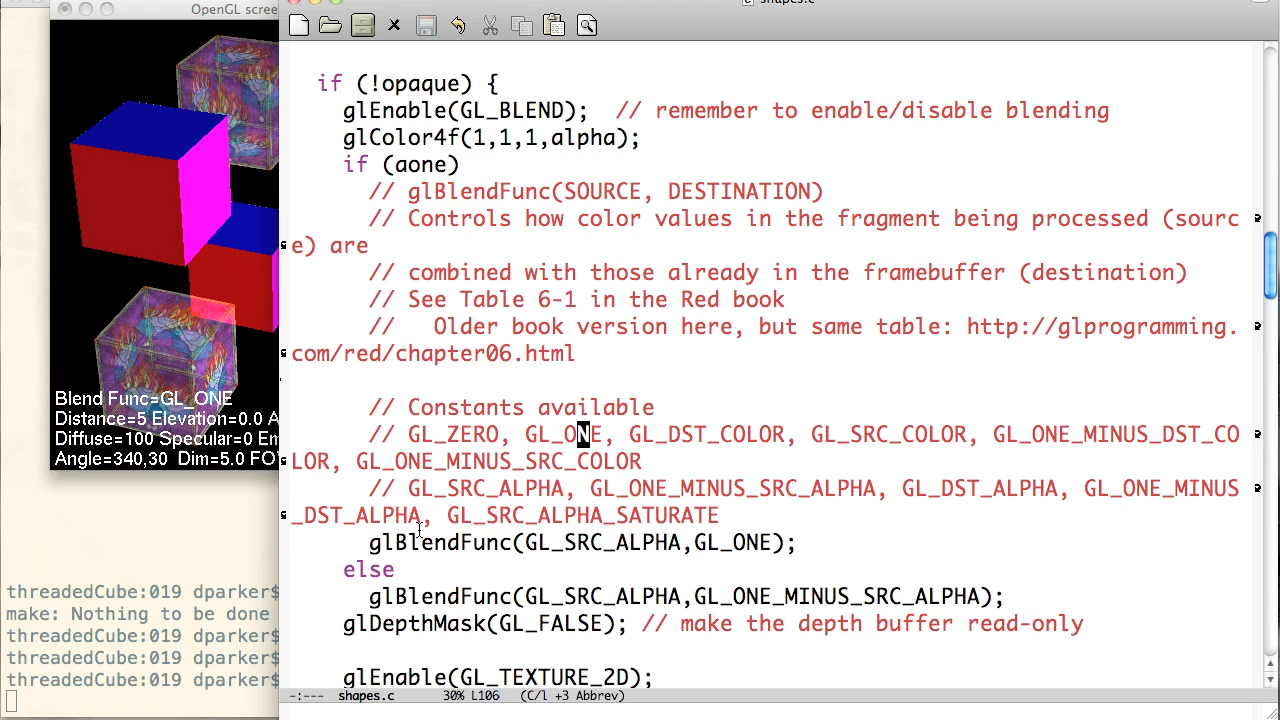 OpenGL scree
shapes.c
if (!opaque) {
glEnable(GL_BLEND);  // remember to enable/disable blending
glColor4f(1,1,1,alpha);
if (aone)
// glBlendFunc(SOURCE, DESTINATION)
// Controls how color values in the fragment being processed (sourc
e) are
// combined with those already in the framebuffer (destination)
// See Table 6-1 in the Red book
//   Older book version here, but same table: http://glprogramming.
com/red/chapter06.html
// Constants available
// GL_ZERO, GL_ONE, GL_DST_COLOR, GL_SRC_COLOR, GL_ONE_MINUS_DST_CO
LOR, GL_ONE_MINUS_SRC_COLOR
// GL_SRC_ALPHA, GL_ONE_MINUS_SRC_ALPHA, GL_DST_ALPHA, GL_ONE_MINUS
_DST_ALPHA, GL_SRC_ALPHA_SATURATE
glBlendFunc(GL_SRC_ALPHA,GL_ONE);
else
glBlendFunc(GL_SRC_ALPHA,GL_ONE_MINUS_SRC_ALPHA);
glDepthMask(GL_FALSE); // make the depth buffer read-only
glEnable(GL_TEXTURE_2D);
-:---  shapes.c  30% L106  (C/l +3 Abbrev)
Blend Func=GL_ONE
Distance=5 Elevation=0.0 A
Diffuse=100 Specular=0 Em
Angle=340,30 Dim=5.0 FO
threadedCube:019 dparker$
make: Nothing to be done
threadedCube:019 dparker$
threadedCube:019 dparker$
threadedCube:019 dparker$